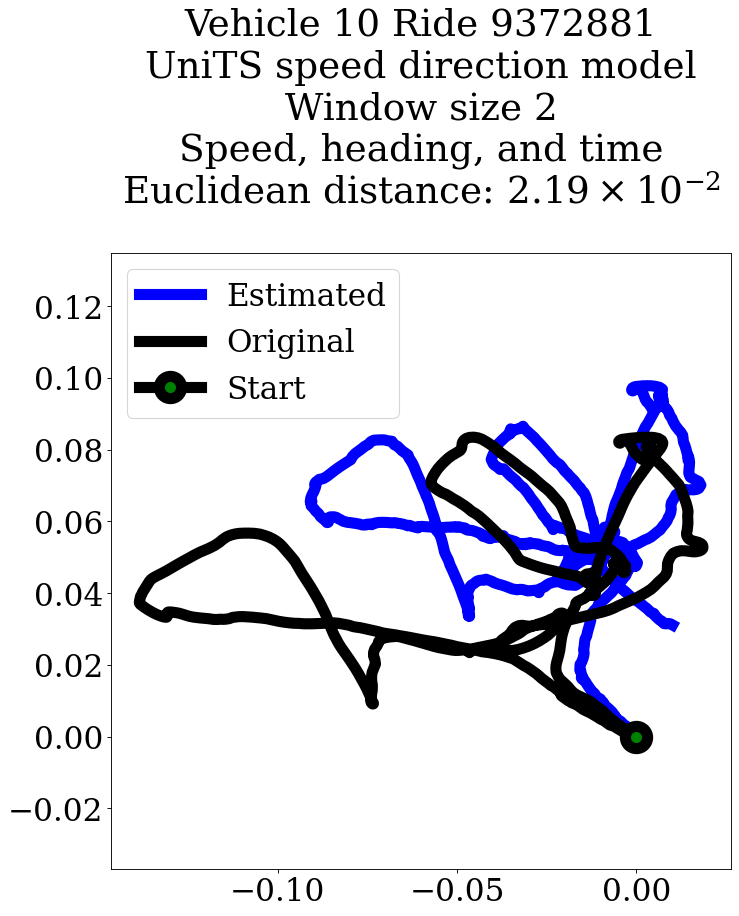 Vehicle 10 Ride 9372881
UniTS speed direction model
Window size 2
Speed, heading, and time
Euclidean distance: 2.19 × 10⁻²
Estimated
Original
Start
0.12
0.10
0.08
0.06
0.04
0.02
0.00
−0.02
−0.10 −0.05 0.00